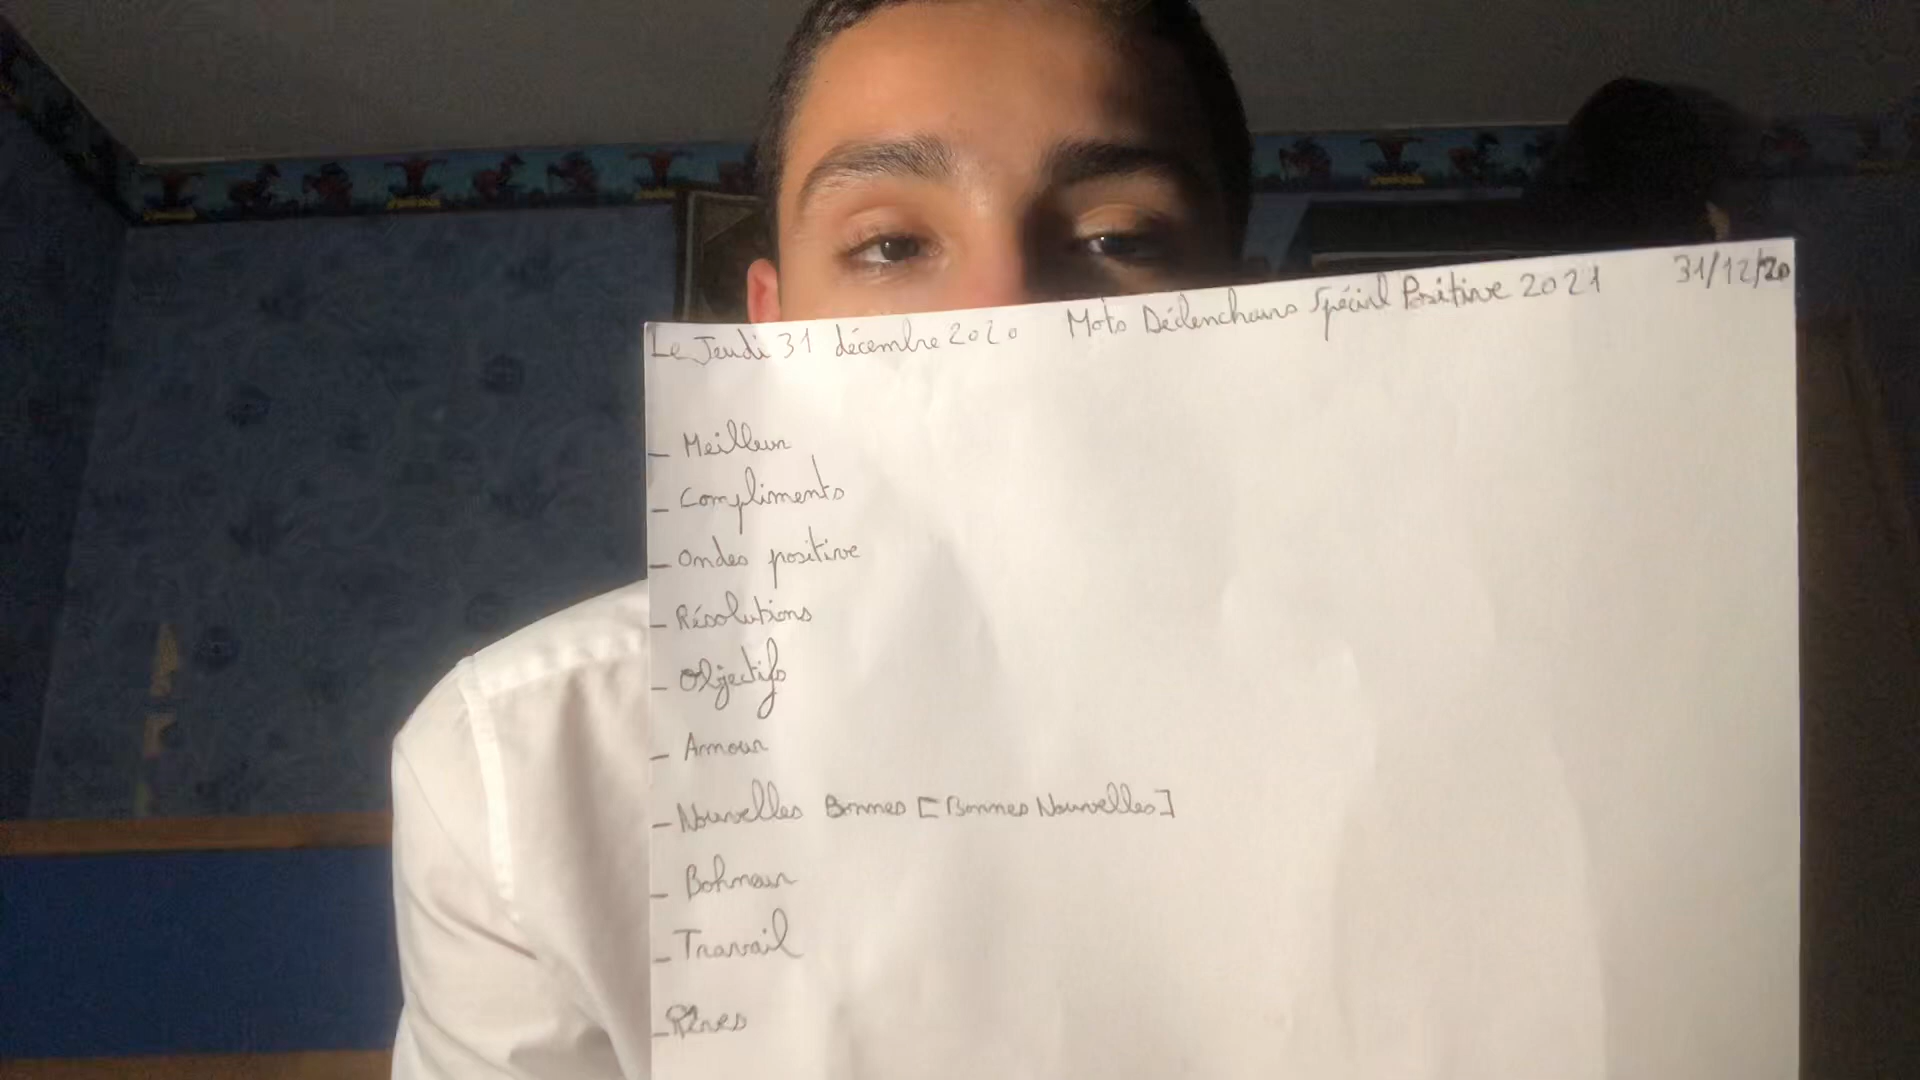 Le Jeudi 31 décembre 2020 Mots Déclencheurs Spécial Positive 2021 31/12/20
_ Meilleur
_ Compliments
_ Ondes positive
_ Résolutions
_ Objectifs
_ Amour
_ Nouvelles Bonnes [Bonnes Nouvelles]
_ Bohneur
_ Travail
_ Rêves